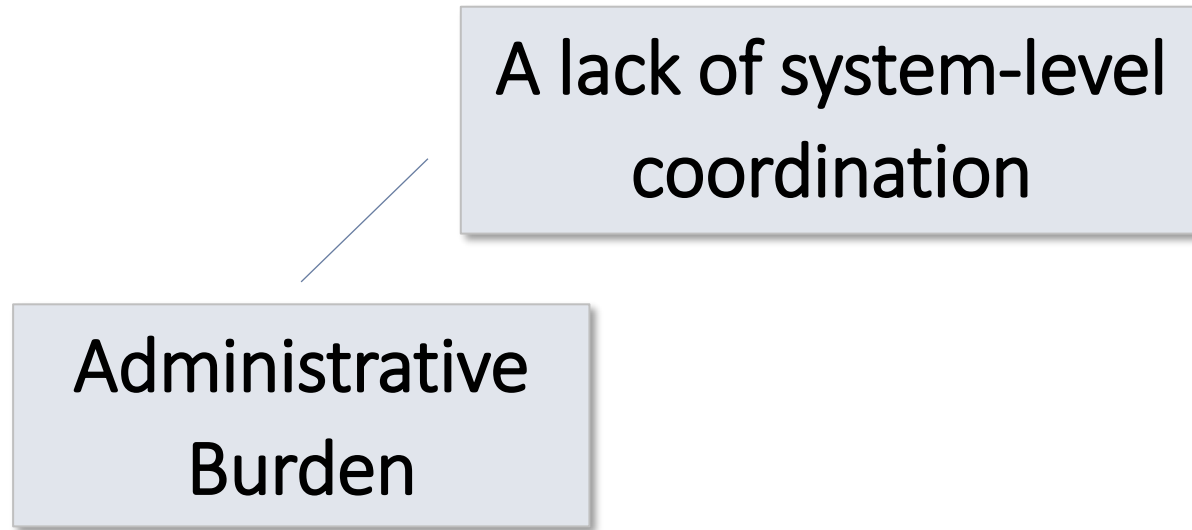 A lack of system-level
coordination
Administrative
Burden